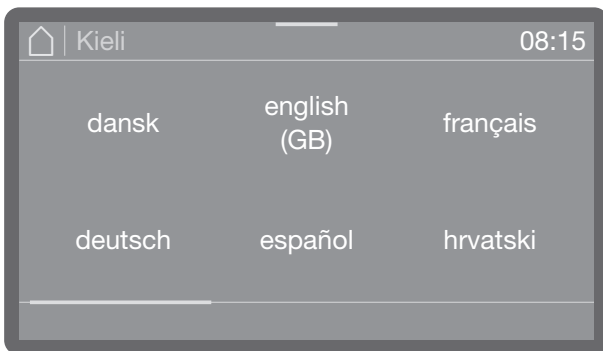 Kieli 08:15
dansk english (GB) français
deutsch español hrvatski